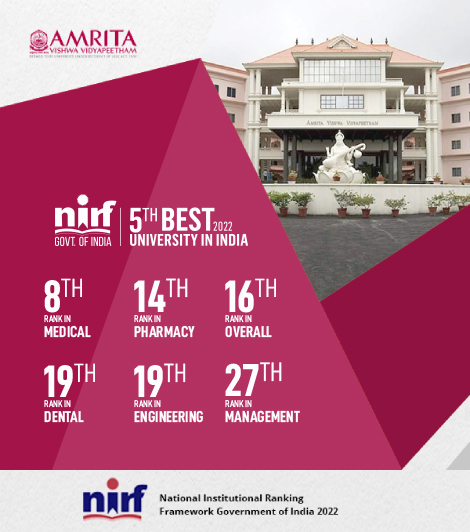 AMRITA
VISHWA VIDYAPEETHAM
AMRITA VISHWA VIDYAPEETHAM
nirf
GOVT. OF INDIA
5TH BEST 2022
UNIVERSITY IN INDIA
8TH
RANK IN
MEDICAL
14TH
RANK IN
PHARMACY
16TH
RANK IN
OVERALL
19TH
RANK IN
DENTAL
19TH
RANK IN
ENGINEERING
27TH
RANK IN
MANAGEMENT
nirf
National Institutional Ranking
Framework Government of India 2022